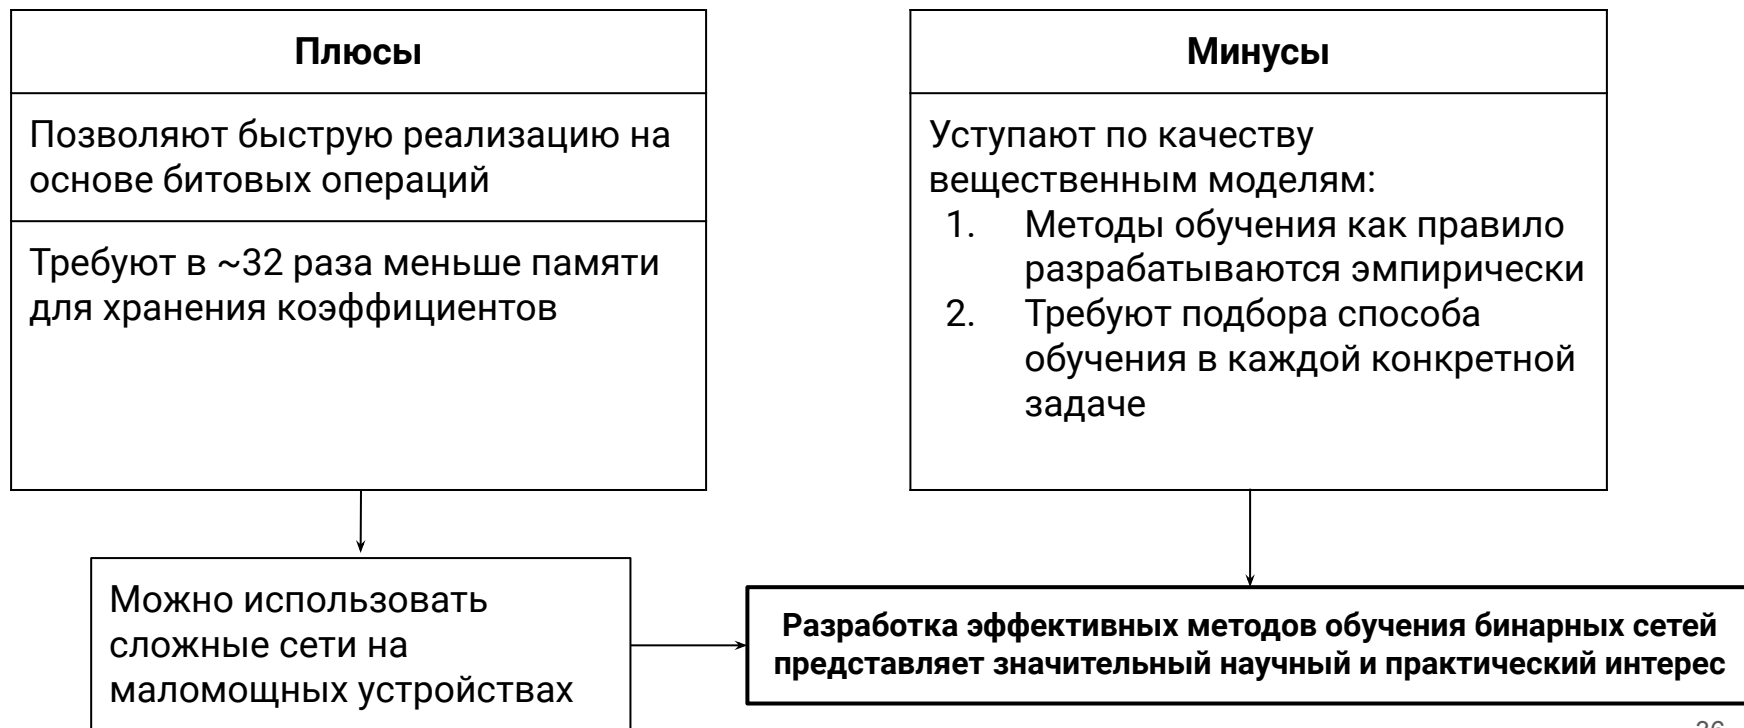 Плюсы
Позволяют быструю реализацию на
основе битовых операций
Требуют в ~32 раза меньше памяти
для хранения коэффициентов
Минусы
Уступают по качеству
вещественным моделям:
1. Методы обучения как правило
разрабатываются эмпирически
2. Требуют подбора способа
обучения в каждой конкретной
задаче
Можно использовать
сложные сети на
маломощных устройствах
Разработка эффективных методов обучения бинарных сетей
представляет значительный научный и практический интерес